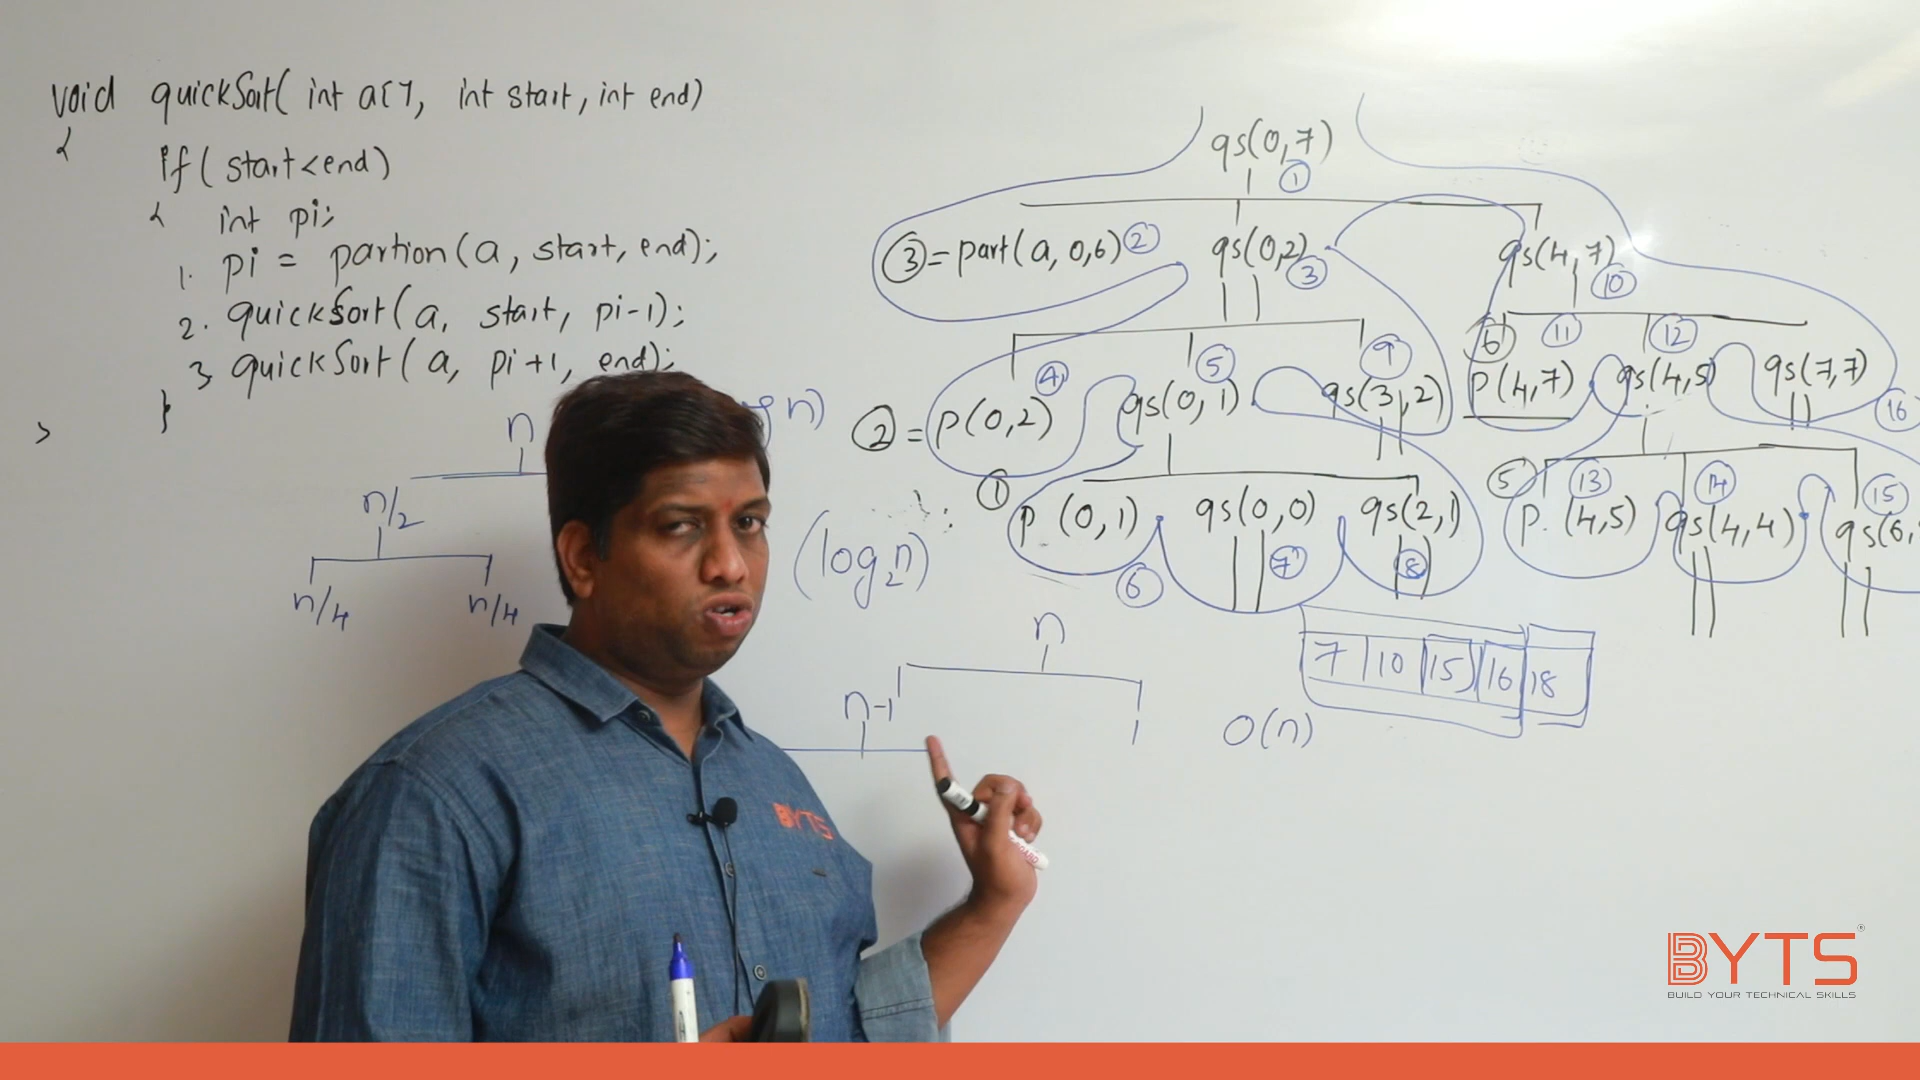 void quickSort( int a[], int start, int end)
{
if( start<end)
{ int pi;
1. pi = partion(a, start, end);
2. quickSort(a, start, pi-1);
3 quickSort(a, pi+1, end);
}
>
n
n/2
n/4 n/4
n)
(log₂n)
qs(0,7)
①
③=part(a, 0,6) ② qs(0,2) ③ qs(4,7) ⑩
④ ⑤ ⑨ ⑥ ⑪ ⑫
②=p(0,2) qs(0,1) qs(3,2) p(4,7) qs(4,5) qs(7,7)
⑯
① p (0,1) qs(0,0) qs(2,1) ⑤ ⑬ p. (4,5) ⑭ qs(4,4) ⑮ qs(6,
⑥ ⑦ ⑧
n
n-1 1
7 10 15 16 18
O(n)
BYTS
BYTS
BUILD YOUR TECHNICAL SKILLS